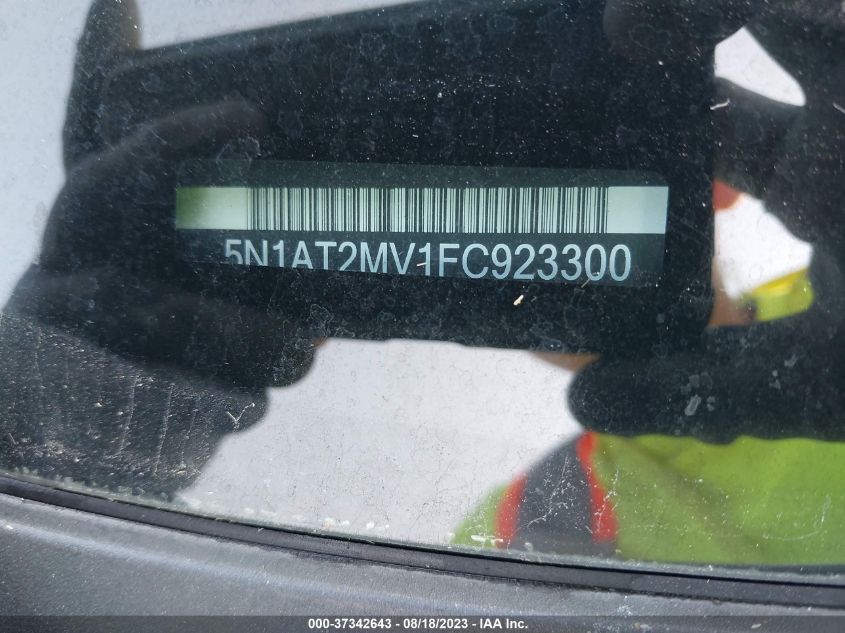 5N1AT2MV1FC923300
000-37342643 / 08/18/2023 - IAA Inc.